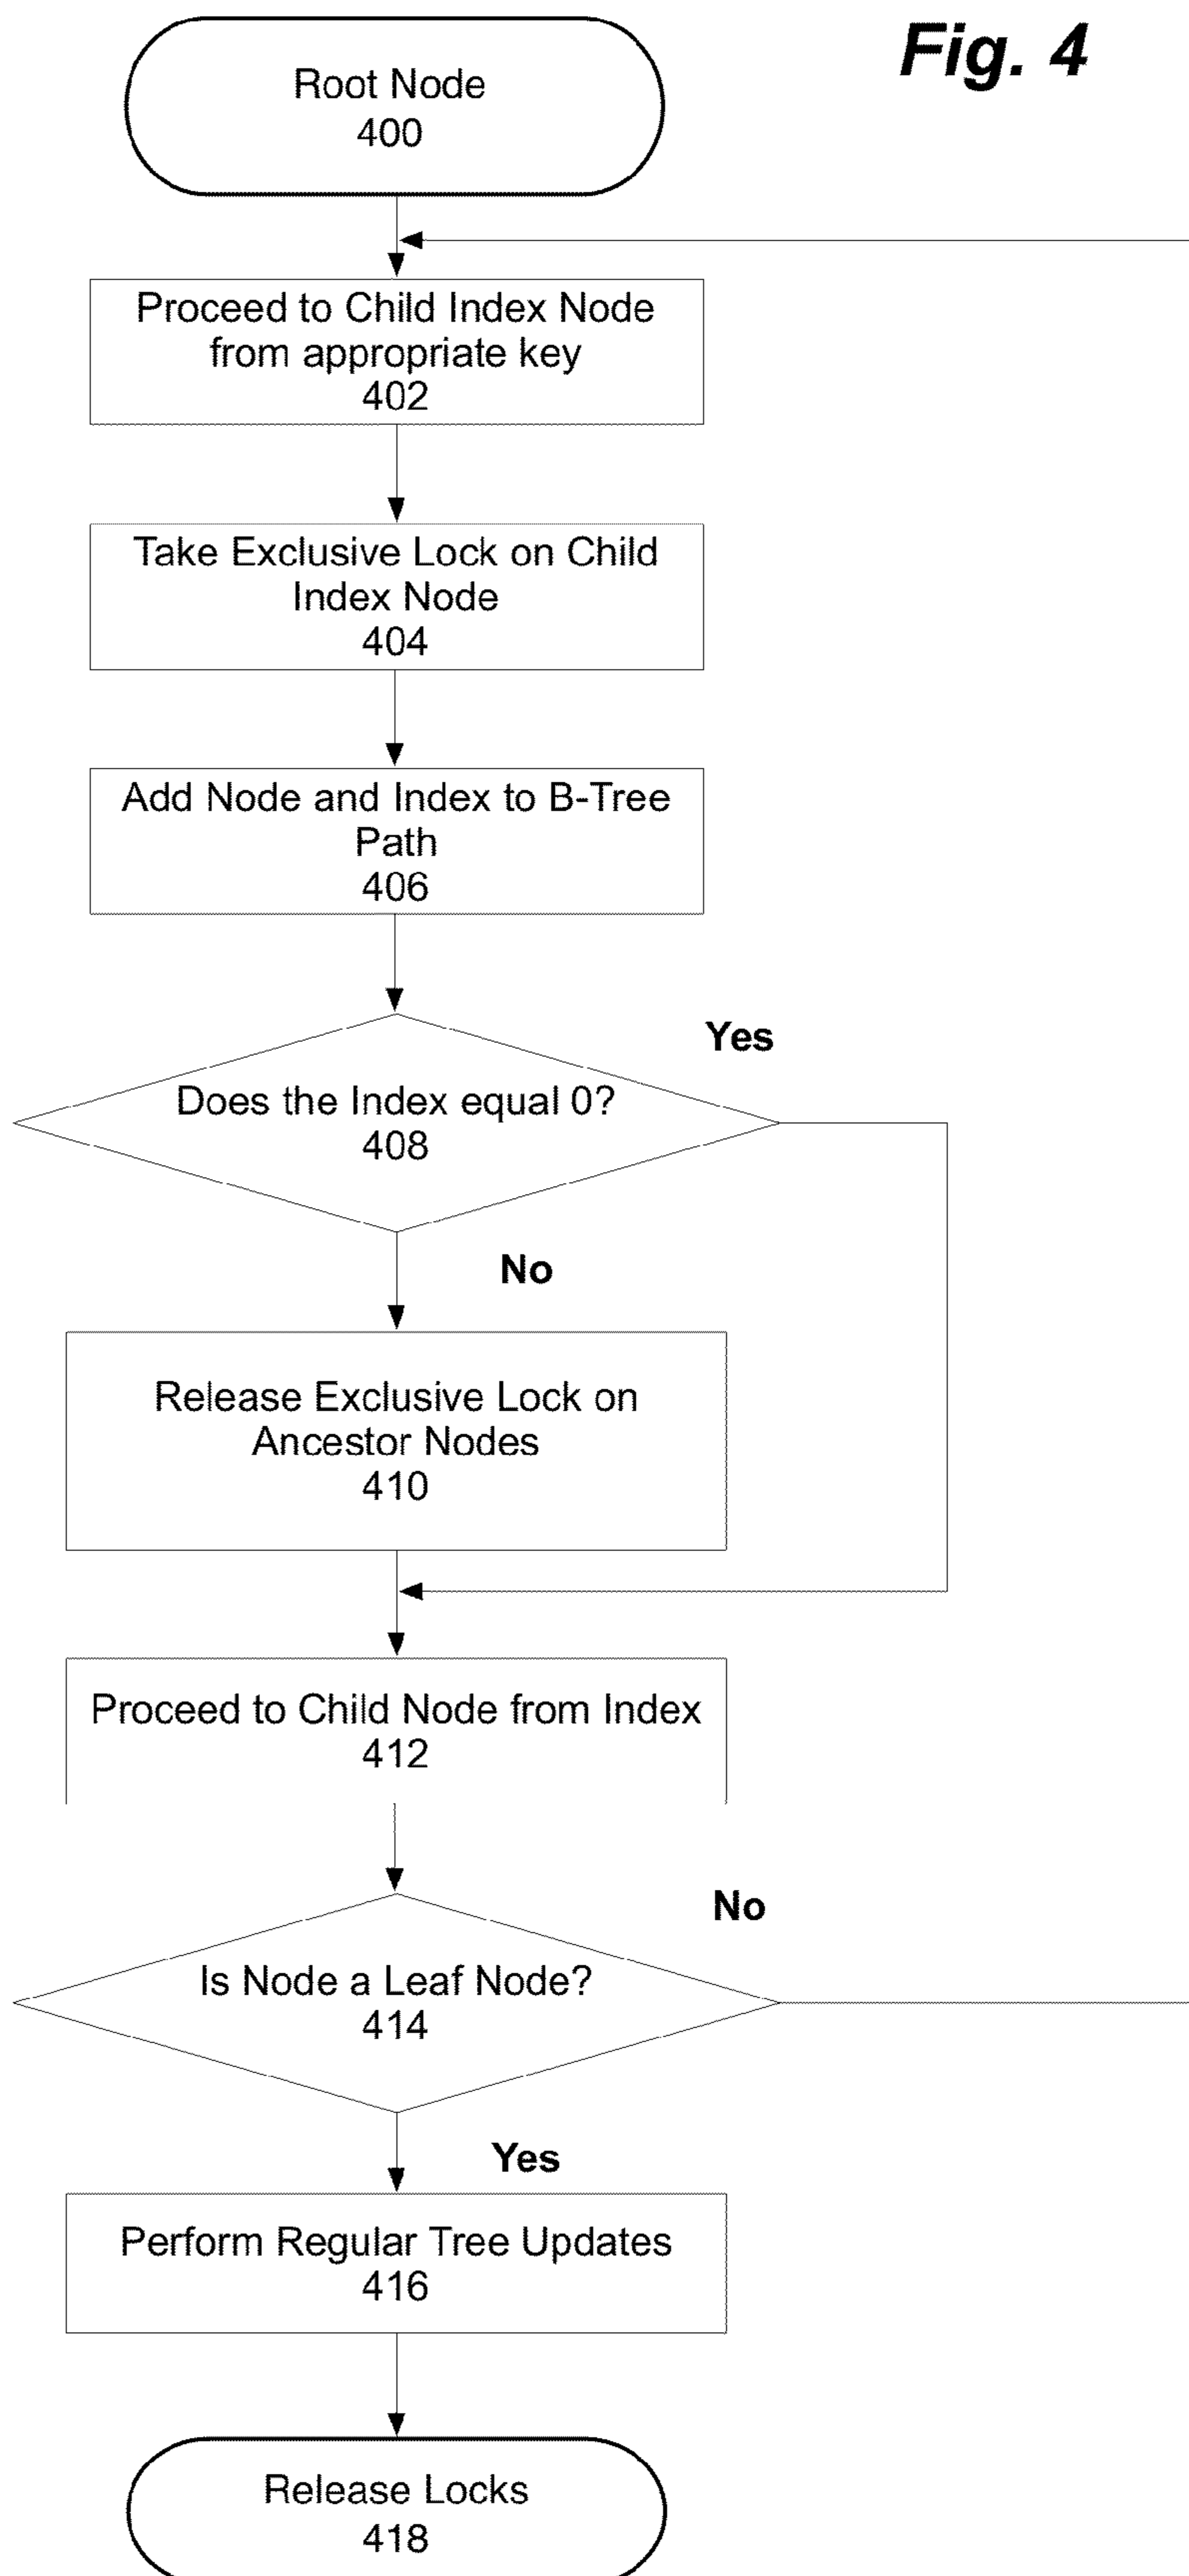 Fig. 4
Root Node
400
Proceed to Child Index Node
from appropriate key
402
Take Exclusive Lock on Child
Index Node
404
Add Node and Index to B-Tree
Path
406
Yes
Does the Index equal 0?
408
No
Release Exclusive Lock on
Ancestor Nodes
410
Proceed to Child Node from Index
412
No
Is Node a Leaf Node?
414
Yes
Perform Regular Tree Updates
416
Release Locks
418